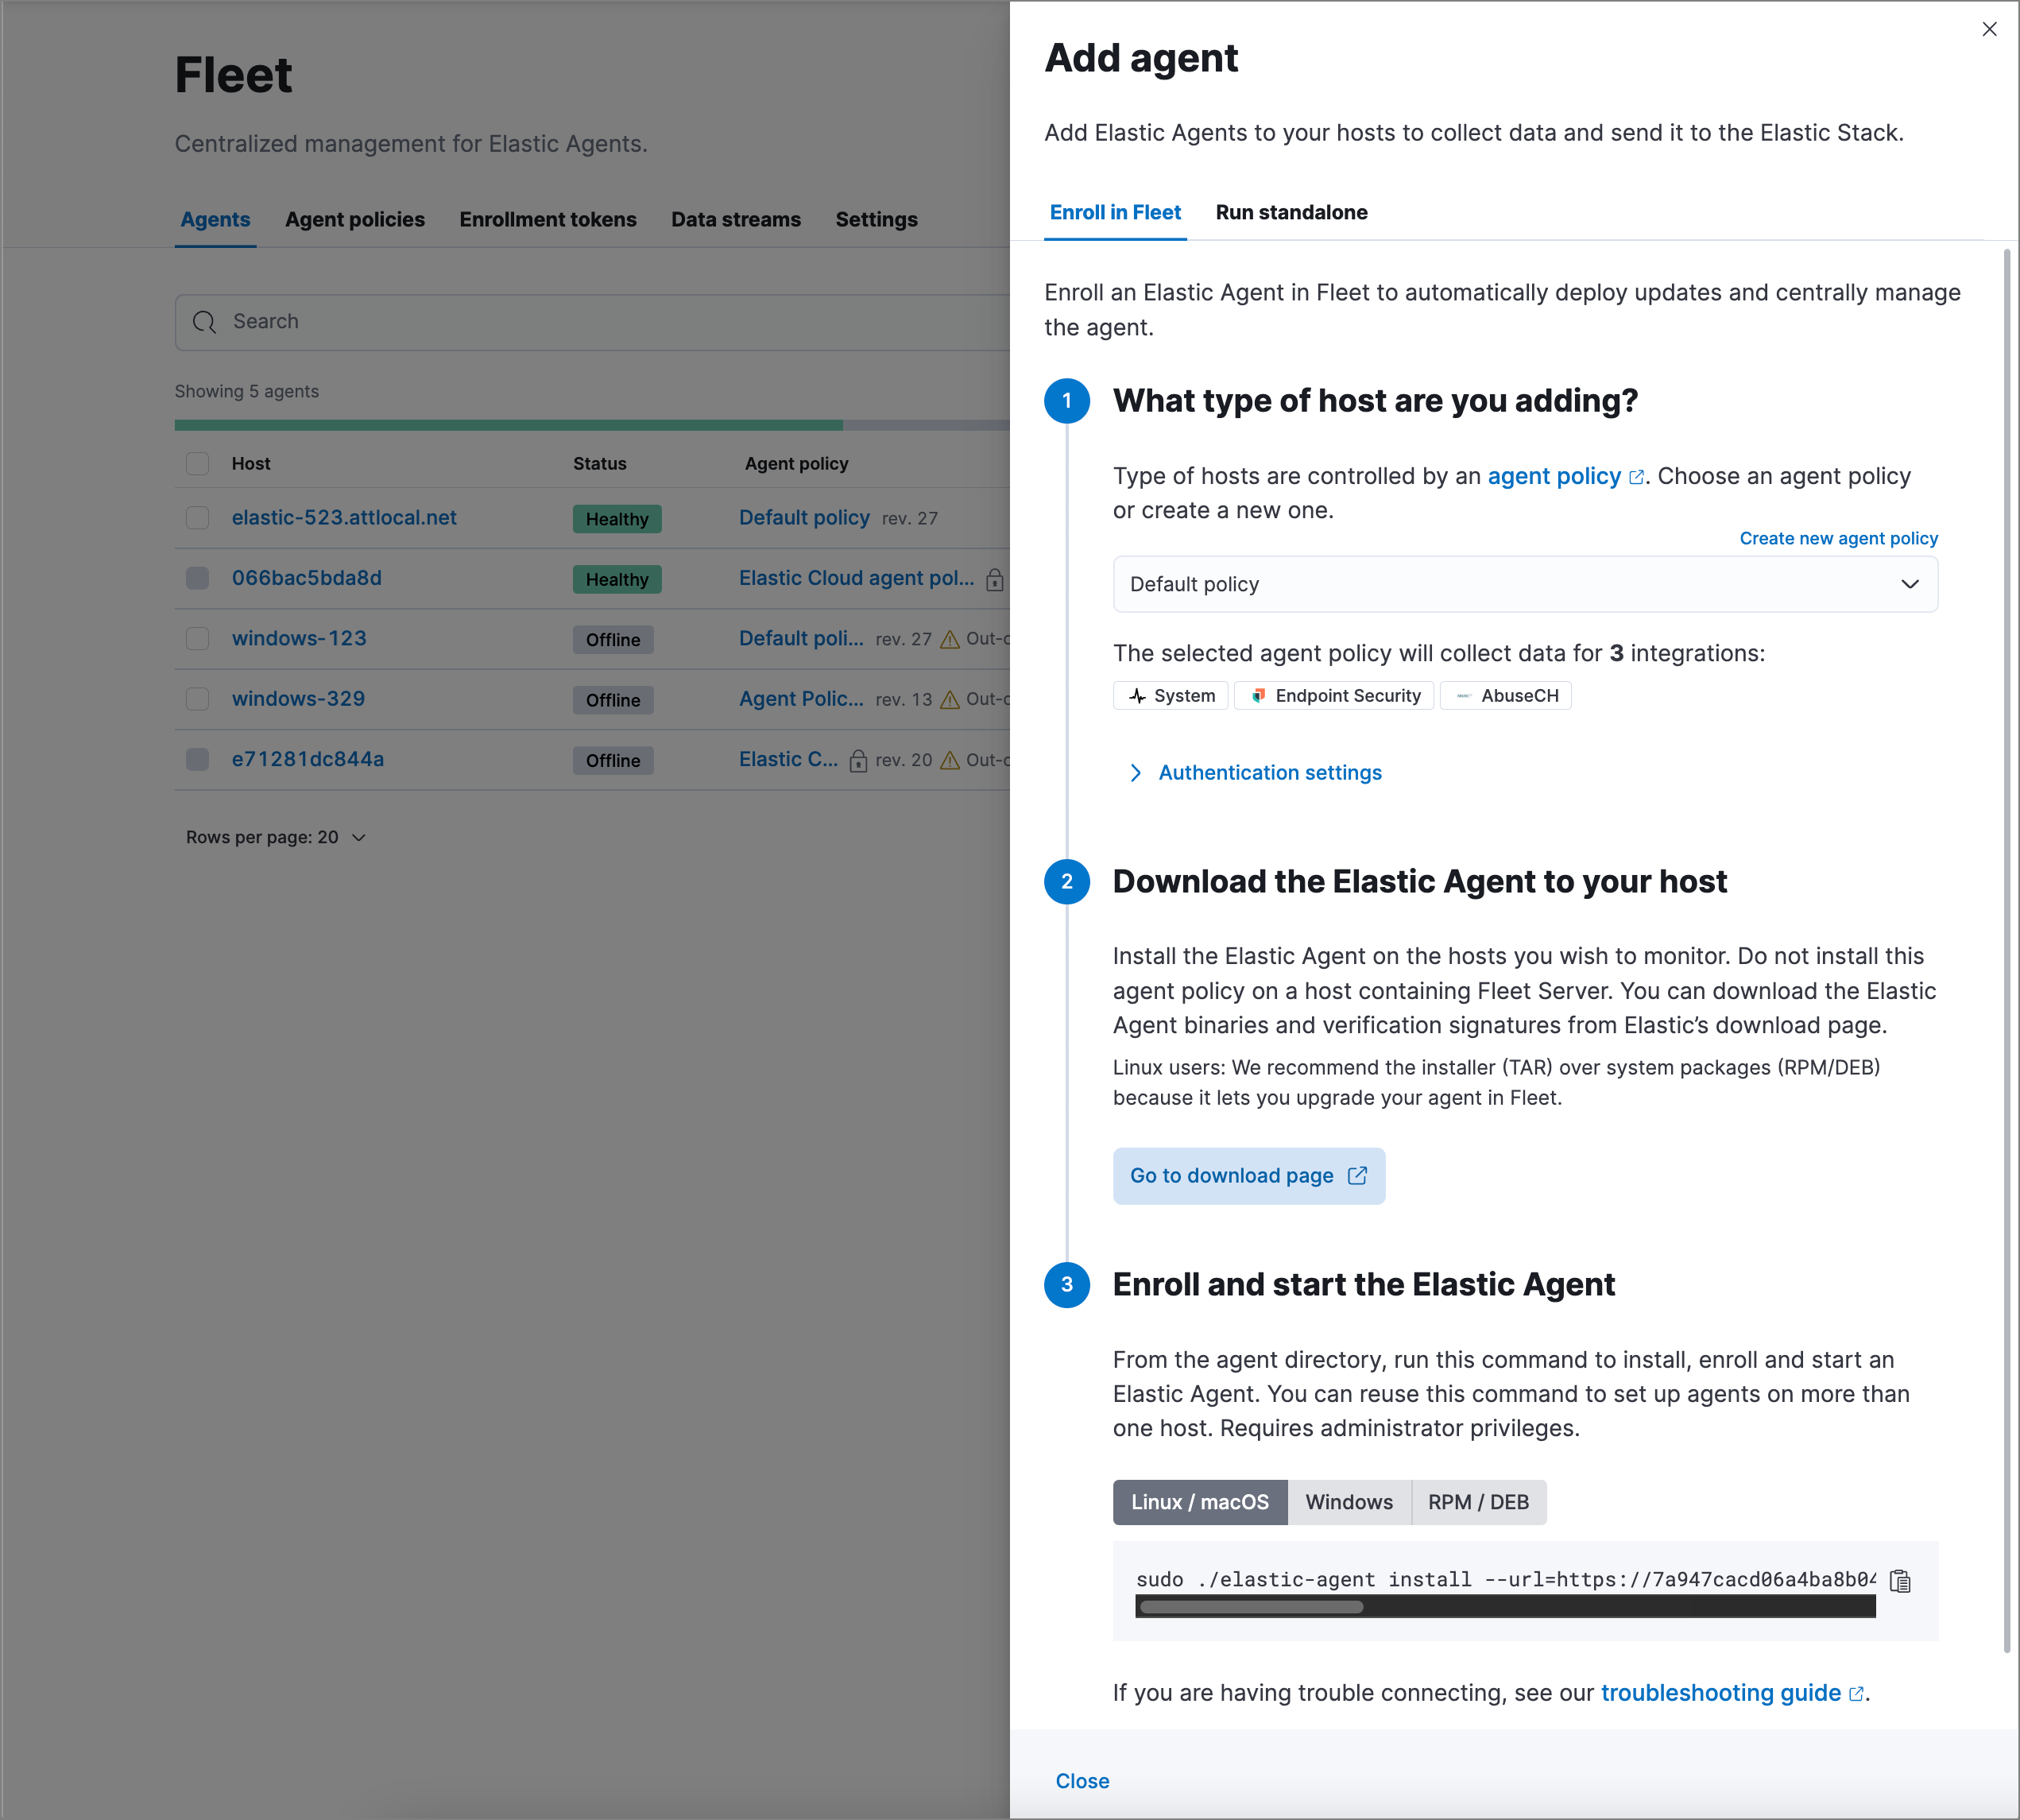 Fleet
Centralized management for Elastic Agents.
Agents Agent policies Enrollment tokens Data streams Settings
Search
Showing 5 agents
Host Status Agent policy
elastic-523.attlocal.net Healthy Default policy rev. 27
066bac5bda8d Healthy Elastic Cloud agent pol...
windows-123 Offline Default poli... rev. 27 Out-
windows-329 Offline Agent Polic... rev. 13 Out-
e71281dc844a Offline Elastic C... rev. 20 Out-
Rows per page: 20
Add agent
Add Elastic Agents to your hosts to collect data and send it to the Elastic Stack.
Enroll in Fleet Run standalone
Enroll an Elastic Agent in Fleet to automatically deploy updates and centrally manage
the agent.
1 What type of host are you adding?
Type of hosts are controlled by an agent policy. Choose an agent policy
or create a new one.
Create new agent policy
Default policy
The selected agent policy will collect data for 3 integrations:
System Endpoint Security AbuseCH
Authentication settings
2 Download the Elastic Agent to your host
Install the Elastic Agent on the hosts you wish to monitor. Do not install this
agent policy on a host containing Fleet Server. You can download the Elastic
Agent binaries and verification signatures from Elastic’s download page.
Linux users: We recommend the installer (TAR) over system packages (RPM/DEB)
because it lets you upgrade your agent in Fleet.
Go to download page
3 Enroll and start the Elastic Agent
From the agent directory, run this command to install, enroll and start an
Elastic Agent. You can reuse this command to set up agents on more than
one host. Requires administrator privileges.
Linux / macOS Windows RPM / DEB
sudo ./elastic-agent install --url=https://7a947cacd06a4ba8b04
If you are having trouble connecting, see our troubleshooting guide.
Close